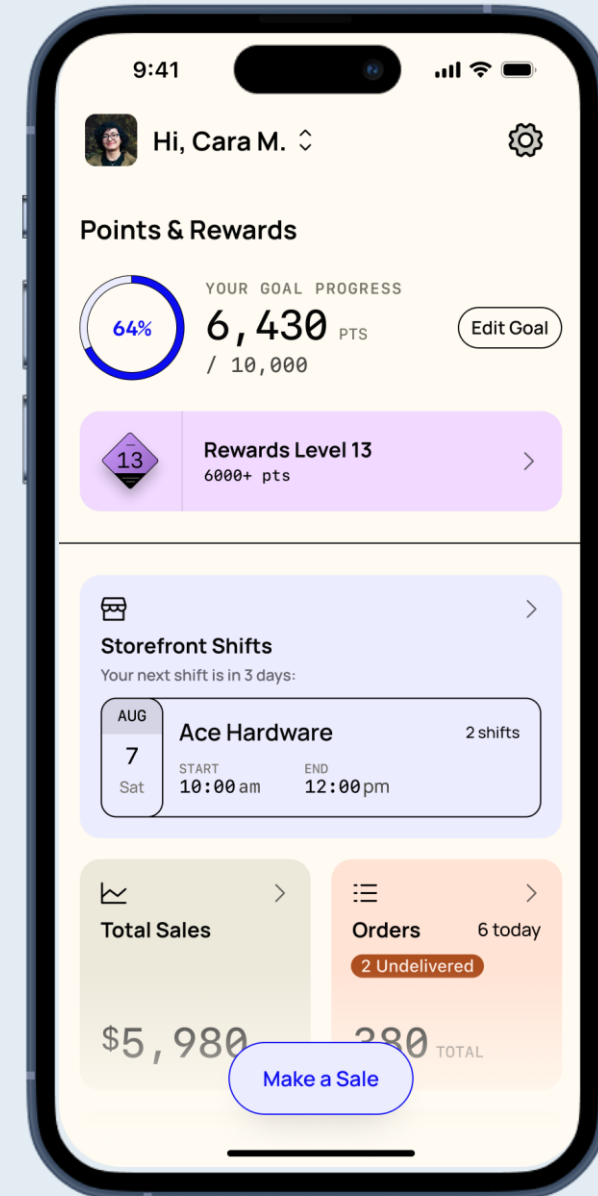 9:41
Hi, Cara M.
Points & Rewards
64%
YOUR GOAL PROGRESS
6,430 PTS
/ 10,000
Edit Goal
13
Rewards Level 13
6000+ pts
Storefront Shifts
Your next shift is in 3 days:
AUG
7
Sat
Ace Hardware
2 shifts
START
10:00 am
END
12:00 pm
Total Sales
$5,980
Orders
6 today
2 Undelivered
380 TOTAL
Make a Sale